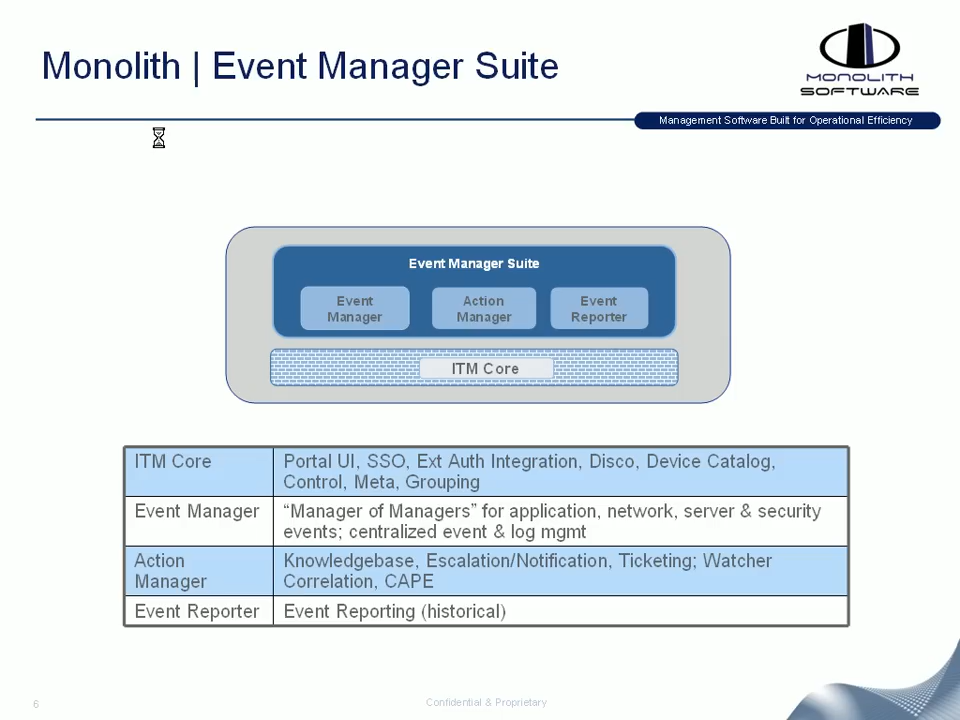 Monolith | Event Manager Suite
MONOLITH
SOFTWARE
Management Software Built for Operational Efficiency
Event Manager Suite
Event
Manager
Action
Manager
Event
Reporter
ITM Core
ITM Core
Portal UI, SSO, Ext Auth Integration, Disco, Device Catalog,
Control, Meta, Grouping
Event Manager
“Manager of Managers” for application, network, server & security
events; centralized event & log mgmt
Action
Manager
Knowledgebase, Escalation/Notification, Ticketing; Watcher
Correlation, CAPE
Event Reporter
Event Reporting (historical)
6
Confidential & Proprietary